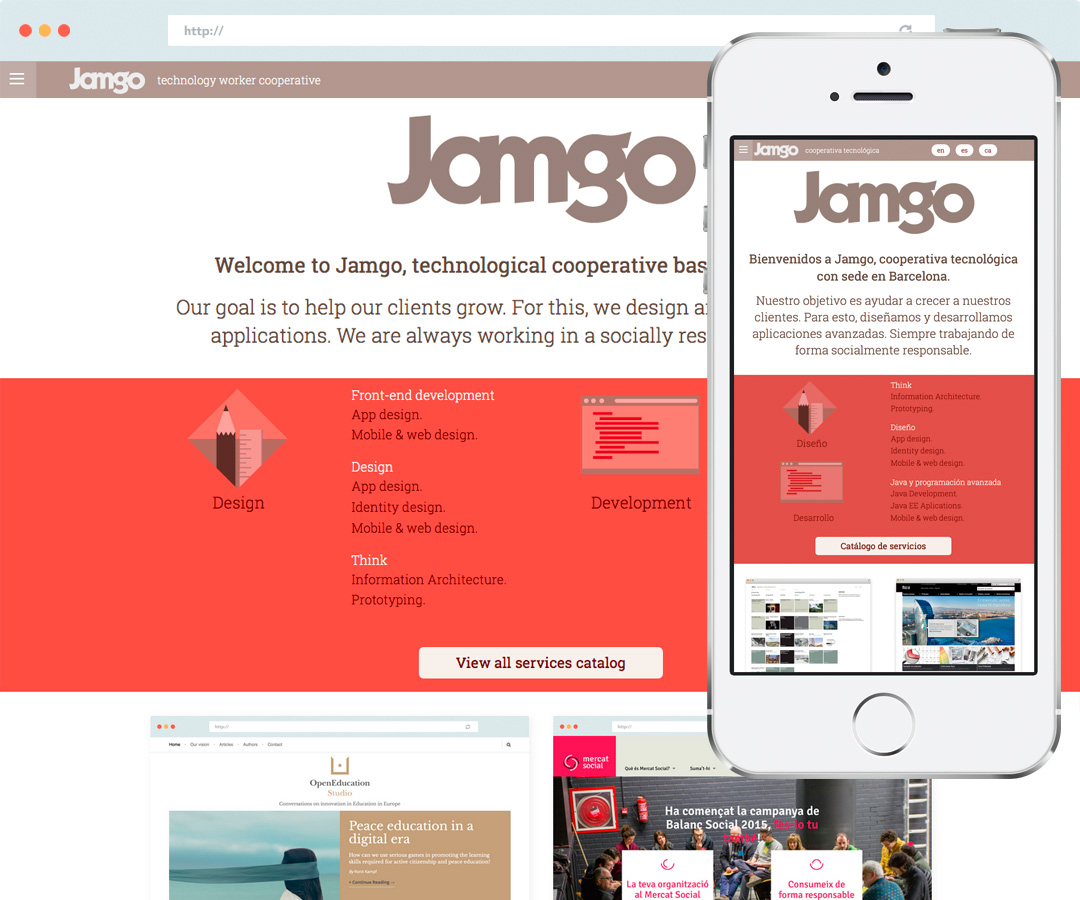 http://
Jamgo technology worker cooperative
Jamgo
Welcome to Jamgo, technological cooperative bas
Our goal is to help our clients grow. For this, we design an
applications. We are always working in a socially res
Design
Front-end development
App design.
Mobile & web design.
Design
App design.
Identity design.
Mobile & web design.
Think
Information Architecture.
Prototyping.
Development
View all services catalog
Jamgo cooperativa tecnológica en es ca
Jamgo
Bienvenidos a Jamgo, cooperativa tecnológica
con sede en Barcelona.
Nuestro objetivo es ayudar a crecer a nuestros
clientes. Para esto, diseñamos y desarrollamos
aplicaciones avanzadas. Siempre trabajando de
forma socialmente responsable.
Diseño
Desarrollo
Think
Information Architecture.
Prototyping.
Diseño
App design.
Identity design.
Mobile & web design.
Java y programación avanzada
Java Development.
Java EE Aplications.
Mobile & web design.
Catálogo de servicios
http://
Home Our vision Articles Authors Contact
OpenEducation
Studio
Conversations on innovation in Education in Europe
Peace education in a
digital era
How can we use serious games in promoting the learning
skills required for active citizenship and peace education!
Continue Reading
http://
mercat
social
Què és Mercat Social? Suma't-hi
Ha començat la campanya de
Balanç Social 2015, fes-lo tu
La teva organització
al Mercat Social
Consumeix de
forma responsable